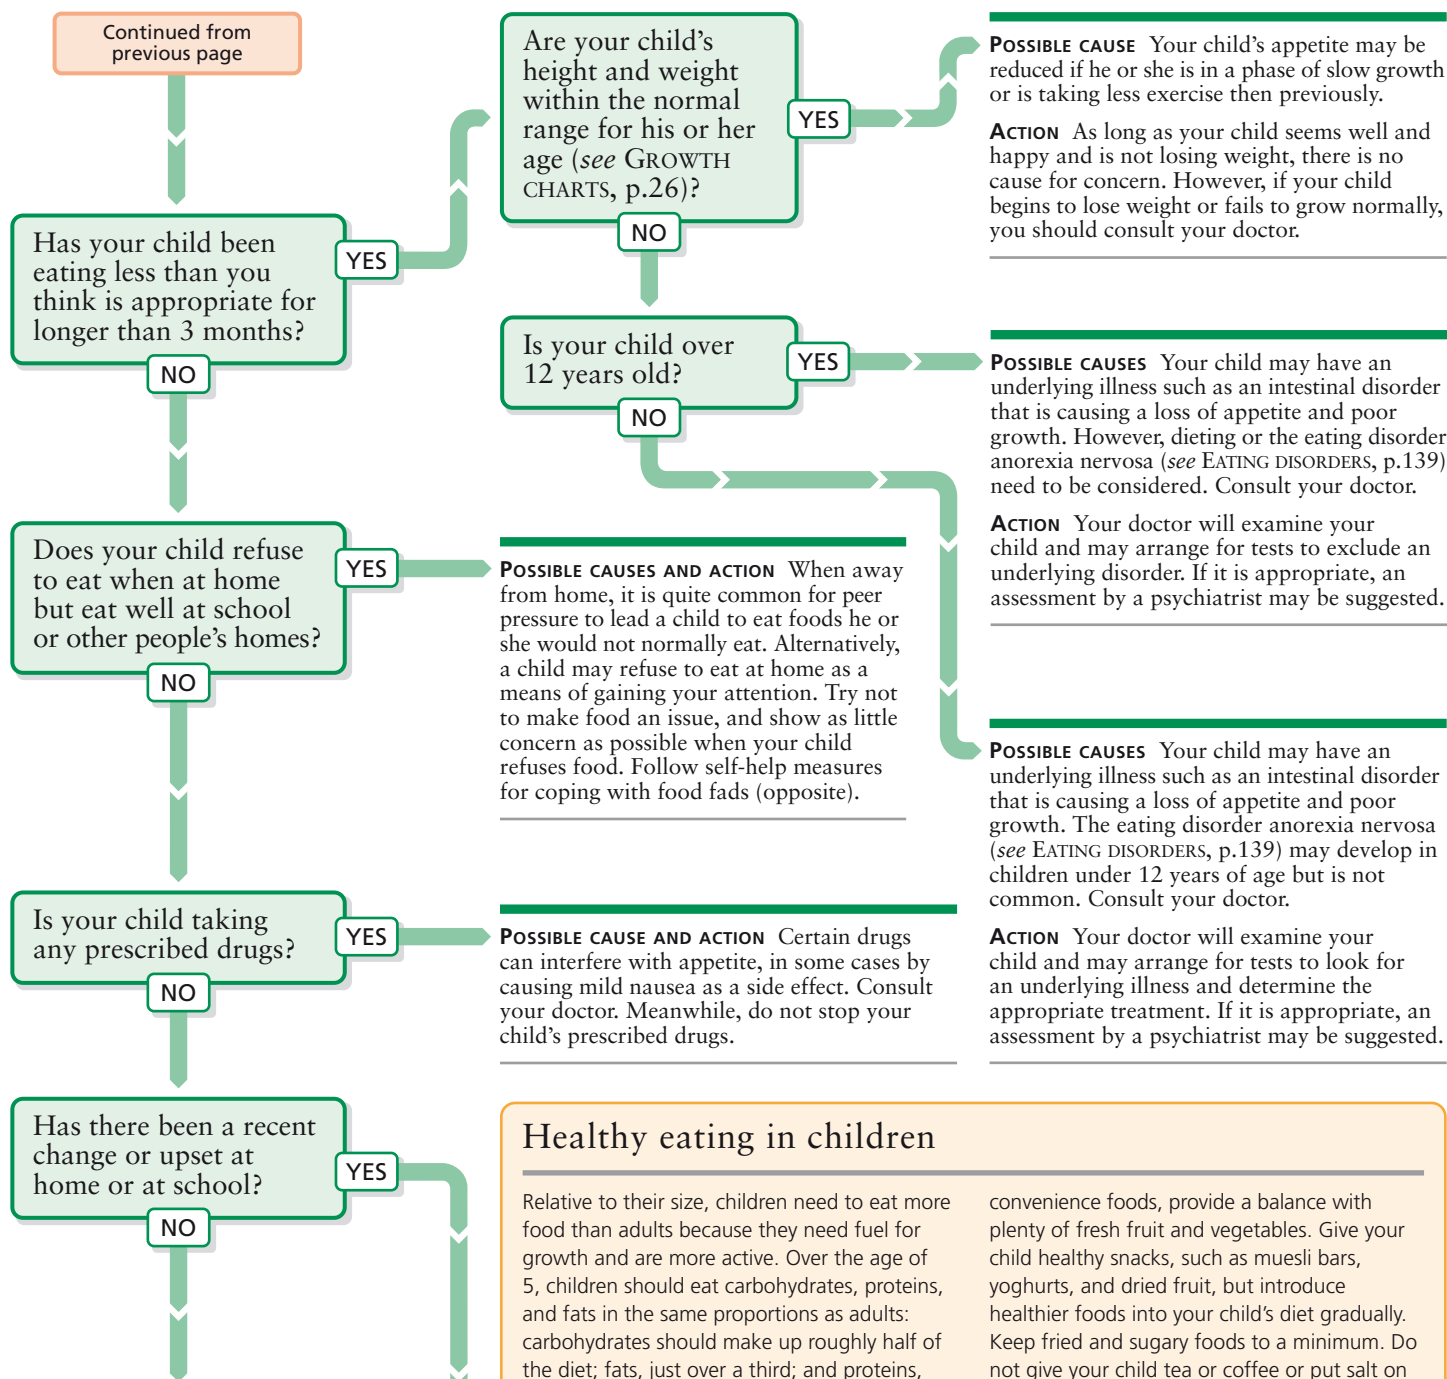 Continued from
previous page
Has your child been
eating less than you
think is appropriate for
longer than 3 months?
YES
NO
Are your child's
height and weight
within the normal
range for his or her
age (see GROWTH
CHARTS, p.26)?
YES
NO
POSSIBLE CAUSE Your child's appetite may be
reduced if he or she is in a phase of slow growth
or is taking less exercise then previously.
ACTION As long as your child seems well and
happy and is not losing weight, there is no
cause for concern. However, if your child
begins to lose weight or fails to grow normally,
you should consult your doctor.
Is your child over
12 years old?
YES
NO
POSSIBLE CAUSES Your child may have an
underlying illness such as an intestinal disorder
that is causing a loss of appetite and poor
growth. However, dieting or the eating disorder
anorexia nervosa (see EATING DISORDERS, p.139)
need to be considered. Consult your doctor.
ACTION Your doctor will examine your
child and may arrange for tests to exclude an
underlying disorder. If it is appropriate, an
assessment by a psychiatrist may be suggested.
Does your child refuse
to eat when at home
but eat well at school
or other people's homes?
YES
NO
POSSIBLE CAUSES AND ACTION When away
from home, it is quite common for peer
pressure to lead a child to eat foods he or
she would not normally eat. Alternatively,
a child may refuse to eat at home as a
means of gaining your attention. Try not
to make food an issue, and show as little
concern as possible when your child
refuses food. Follow self-help measures
for coping with food fads (opposite).
POSSIBLE CAUSES Your child may have an
underlying illness such as an intestinal disorder
that is causing a loss of appetite and poor
growth. The eating disorder anorexia nervosa
(see EATING DISORDERS, p.139) may develop in
children under 12 years of age but is not
common. Consult your doctor.
ACTION Your doctor will examine your
child and may arrange for tests to look for
an underlying illness and determine the
appropriate treatment. If it is appropriate, an
assessment by a psychiatrist may be suggested.
Is your child taking
any prescribed drugs?
YES
NO
POSSIBLE CAUSE AND ACTION Certain drugs
can interfere with appetite, in some cases by
causing mild nausea as a side effect. Consult
your doctor. Meanwhile, do not stop your
child's prescribed drugs.
Has there been a recent
change or upset at
home or at school?
YES
NO
Healthy eating in children
Relative to their size, children need to eat more
food than adults because they need fuel for
growth and are more active. Over the age of
5, children should eat carbohydrates, proteins,
and fats in the same proportions as adults:
carbohydrates should make up roughly half of
the diet; fats, just over a third; and proteins,
convenience foods, provide a balance with
plenty of fresh fruit and vegetables. Give your
child healthy snacks, such as muesli bars,
yoghurts, and dried fruit, but introduce
healthier foods into your child's diet gradually.
Keep fried and sugary foods to a minimum. Do
not give your child tea or coffee or put salt on